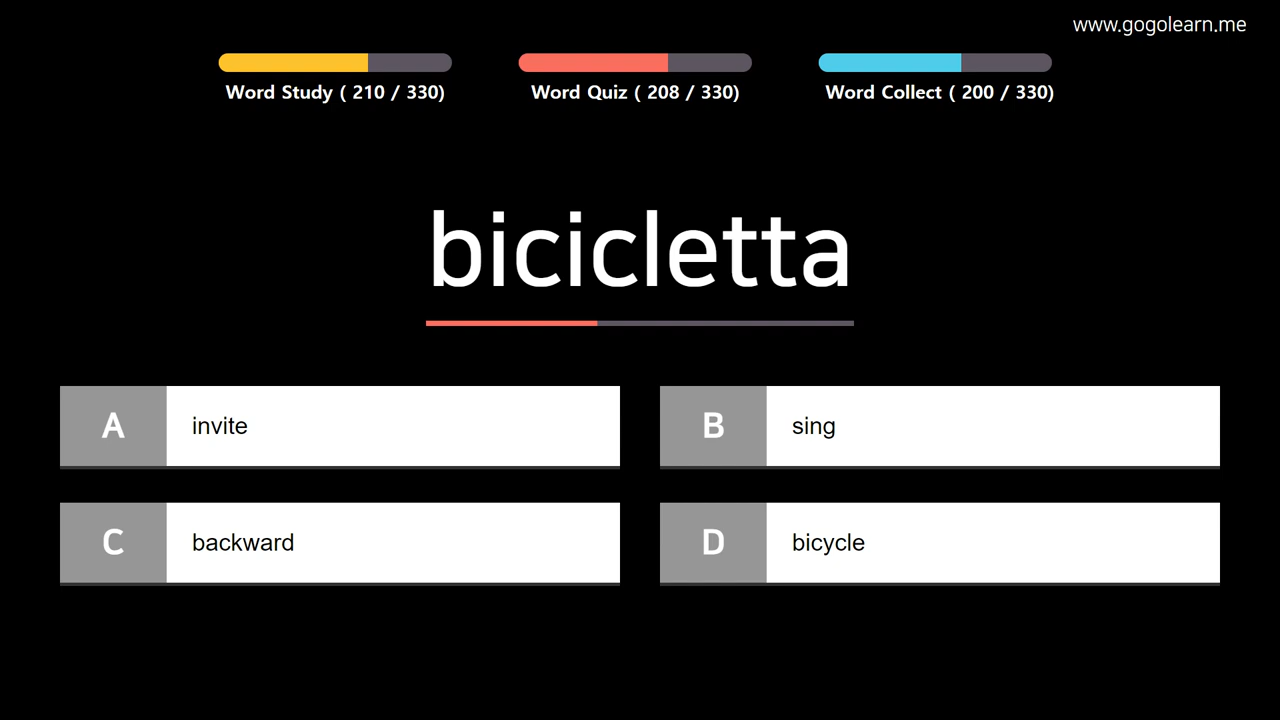 www.gogolearn.me
Word Study ( 210 / 330)
Word Quiz ( 208 / 330)
Word Collect ( 200 / 330)
bicicletta
A invite
B sing
C backward
D bicycle